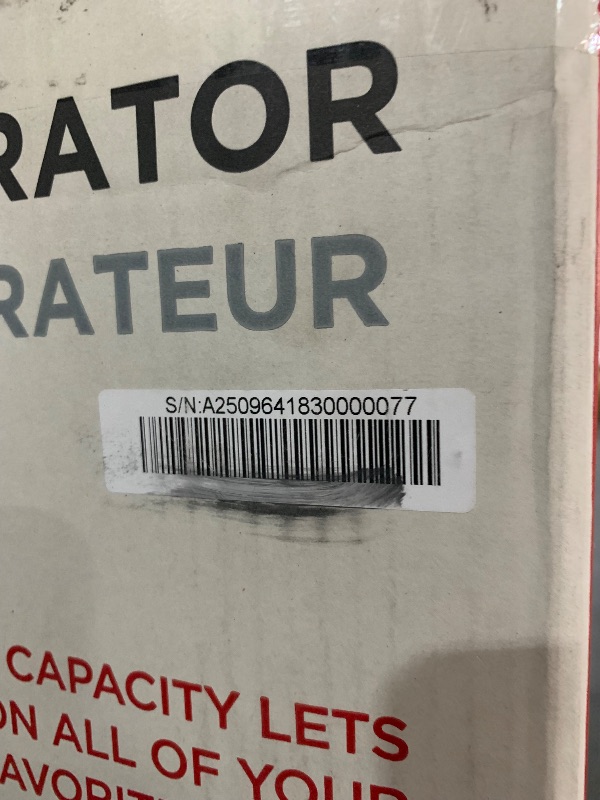 RATOR
RATEUR
S/N:A2509641830000077
CAPACITY LETS
ON ALL OF YOUR